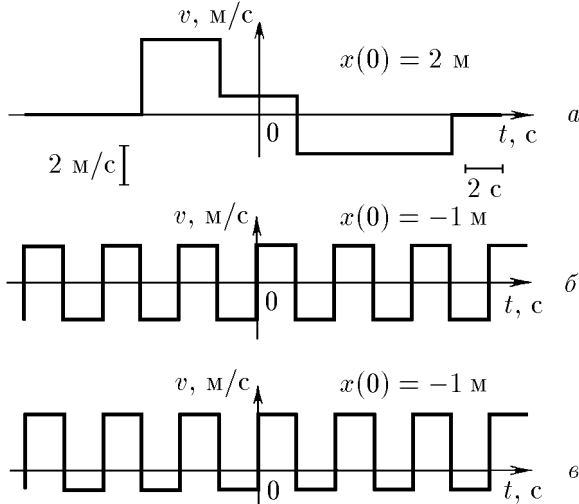 v, м/с
x(0) = 2 м
0
t, с
а
2 м/с
2 с
v, м/с
x(0) = −1 м
0
t, с
б
v, м/с
x(0) = −1 м
0
t, с
в